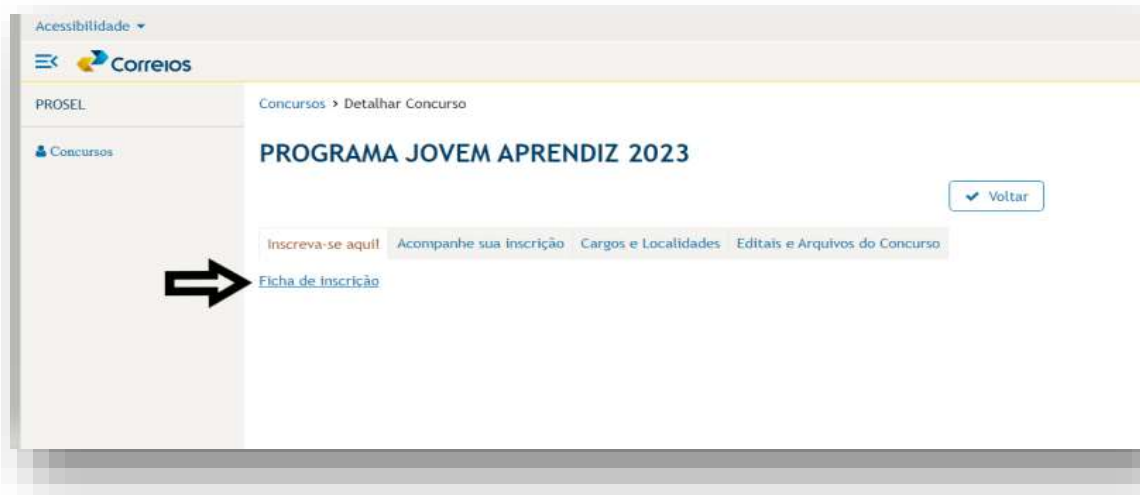 Acessibilidade
Correios
PROSEL
Concursos
Concursos › Detalhar Concurso
PROGRAMA JOVEM APRENDIZ 2023
Voltar
Inscreva-se aqui! Acompanhe sua inscrição Cargos e Localidades Editais e Arquivos do Concurso
Ficha de inscrição